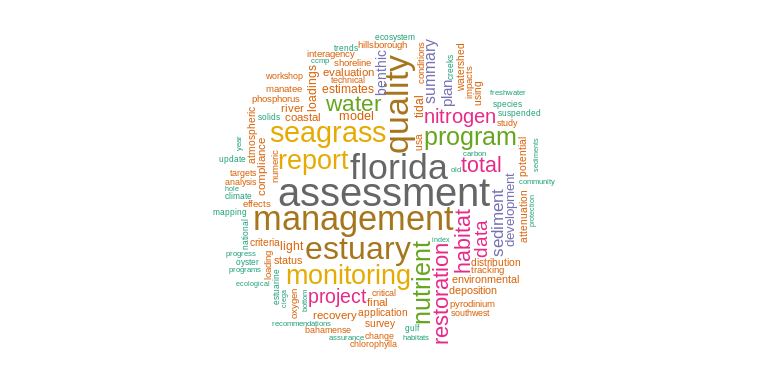 ecosystem
trends hillsborough
ccmp interagency
shoreline
workshop evaluation
technical
manatee estimates
phosphorus
loadings
benthic
quality
conditions
summary
creeks
plan
watershed
impacts
using
freshwater
species
suspended
study
river water
coastal model
tidal
nitrogen
usa
program
solids
atmospheric
year
seagrass
update
compliance
numeric
report
florida
total
carbon
old
potential
sediments
targets
analysis
hole
climate
effects
assessment
community
protection
mapping
management
national
habitat
data
sediment
development
attenuation
criteria light
estuary
index
progress
oyster status
programs
loading
ecological
monitoring
nutrient
restoration
distribution
tracking
environmental
deposition
estuarine
ciega
oxygen
bottom
project
critical
final
pyrodinium
southwest
recovery application
recommendations
bahamense survey
gulf
assurance change habitats
chlorophylla